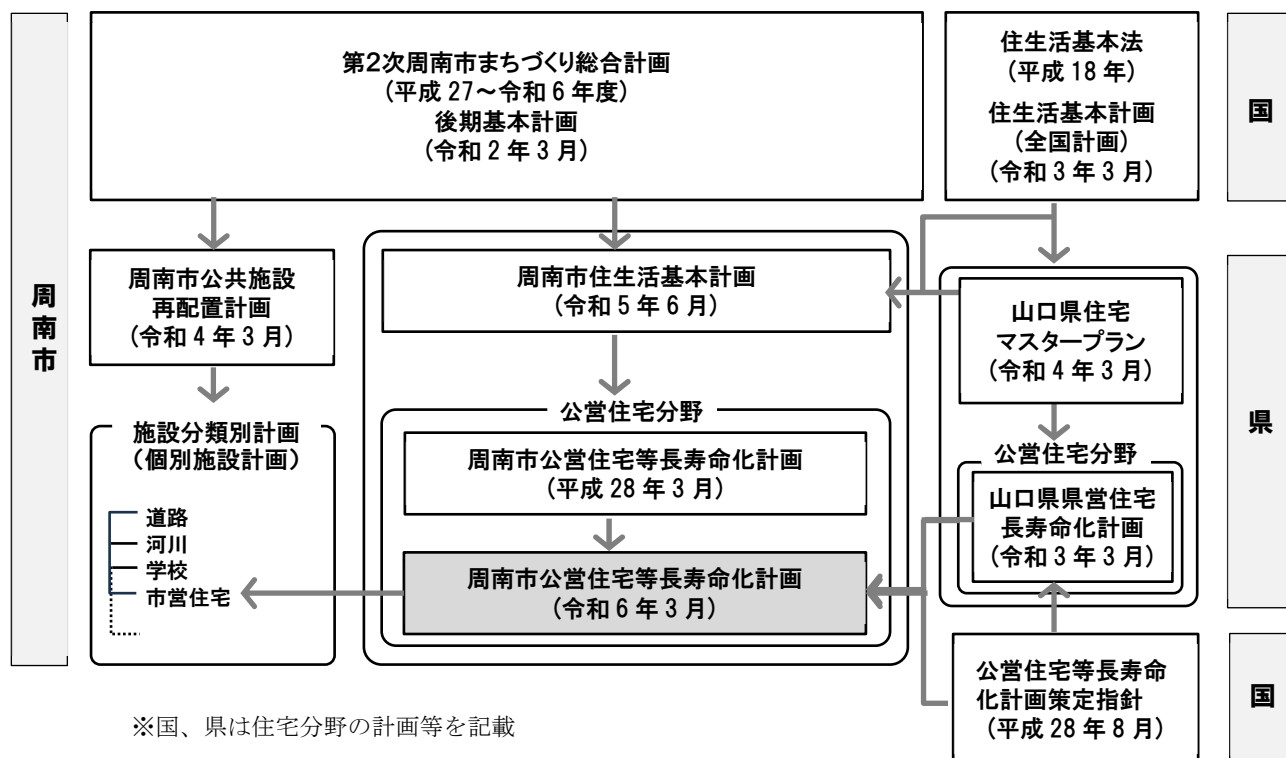 周南市
第2次周南市まちづくり総合計画
(平成 27～令和 6 年度)
後期基本計画
(令和 2 年 3 月)
住生活基本法
(平成 18 年)
住生活基本計画
(全国計画)
(令和 3 年 3 月)
国
周南市公共施設
再配置計画
(令和 4 年 3 月)
周南市住生活基本計画
(令和 5 年 6 月)
山口県住宅
マスタープラン
(令和 4 年 3 月)
県
施設分類別計画
(個別施設計画)
道路
河川
学校
市営住宅
公営住宅分野
周南市公営住宅等長寿命化計画
(平成 28 年 3 月)
周南市公営住宅等長寿命化計画
(令和 6 年 3 月)
公営住宅分野
山口県県営住宅
長寿命化計画
(令和 3 年 3 月)
公営住宅等長寿命
化計画策定指針
(平成 28 年 8 月)
国
※国、県は住宅分野の計画等を記載